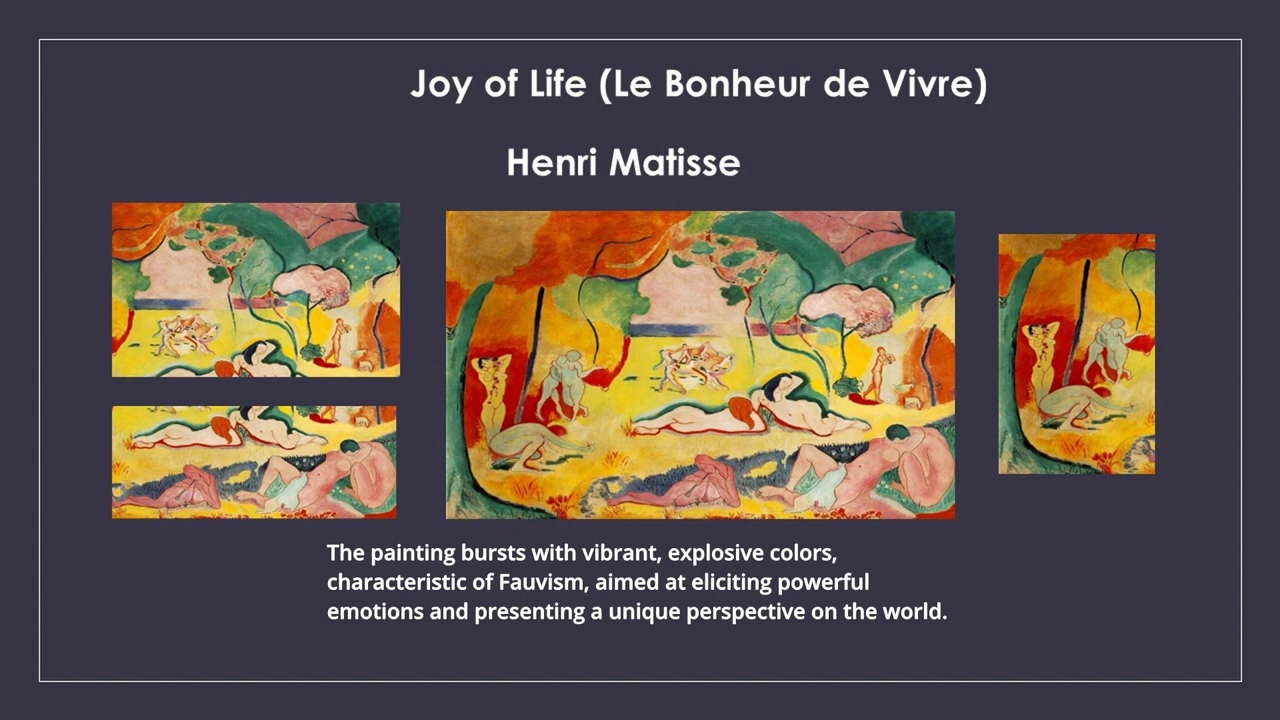 Joy of Life (Le Bonheur de Vivre)
Henri Matisse
The painting bursts with vibrant, explosive colors,
characteristic of Fauvism, aimed at eliciting powerful
emotions and presenting a unique perspective on the world.